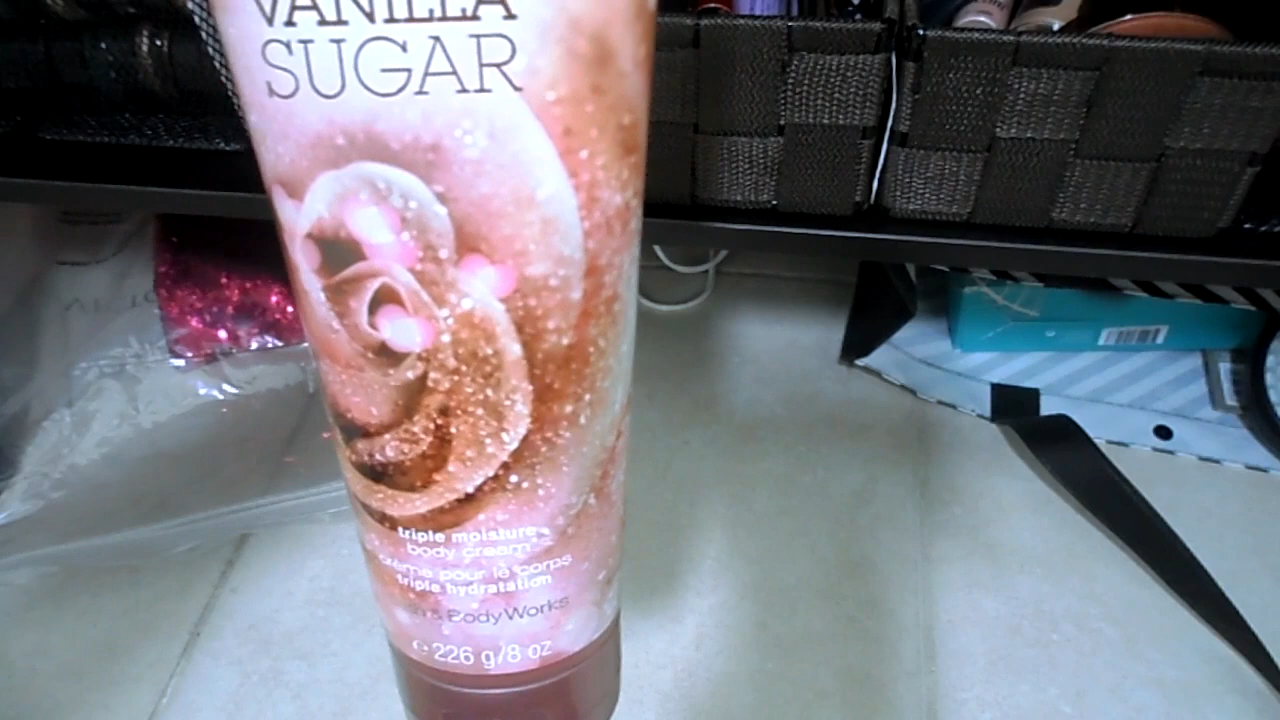 VANILLA
SUGAR
triple moisture
body cream
crème pour le corps
triple hydratation
& BodyWorks
e 226 g/8 oz